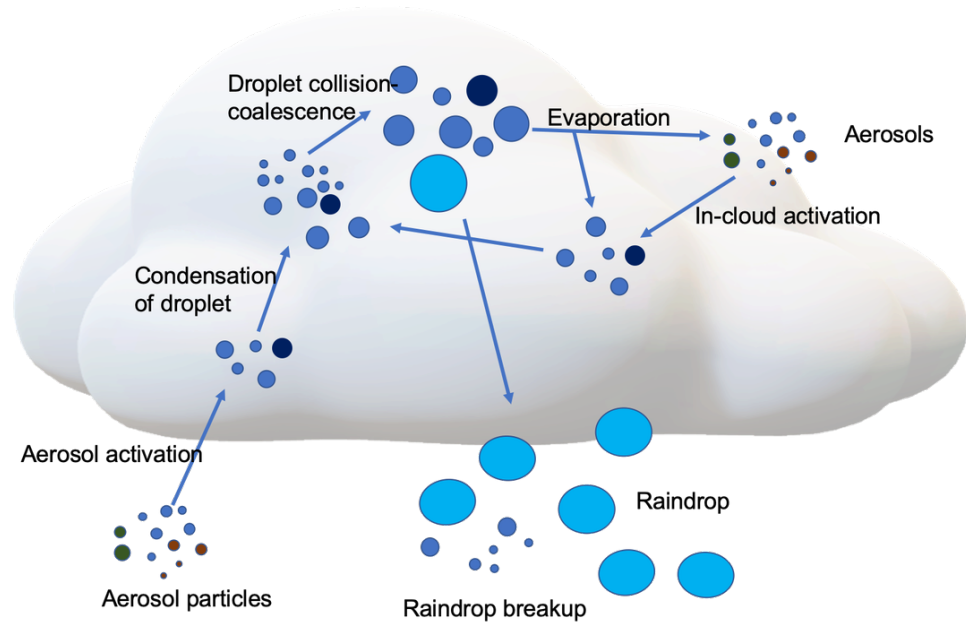 Droplet collision-
coalescence
Evaporation
Aerosols
In-cloud activation
Condensation
of droplet
Aerosol activation
Raindrop
Aerosol particles
Raindrop breakup